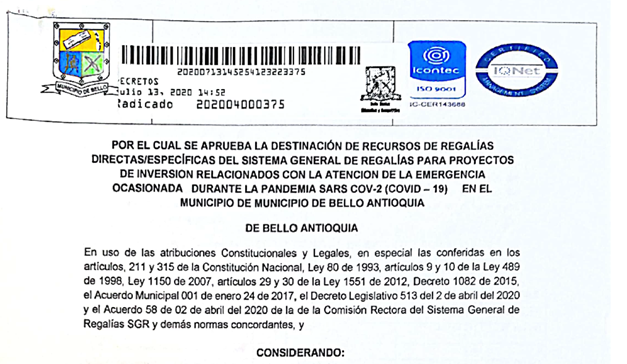 MUNICIPIO DE BELLO
2020071314525412322​3375
ECRETOS
Julio 13, 2020 14:52
Radicado 202004000375
icontec
ISO 9001
IC-CER143688
CERTIFIED
IQNet
MANAGEMENT SYSTEM
POR EL CUAL SE APRUEBA LA DESTINACIÓN DE RECURSOS DE REGALÍAS
DIRECTAS/ESPECÍFICAS DEL SISTEMA GENERAL DE REGALÍAS PARA PROYECTOS
DE INVERSION RELACIONADOS CON LA ATENCION DE LA EMERGENCIA
OCASIONADA DURANTE LA PANDEMIA SARS COV-2 (COVID – 19) EN EL
MUNICIPIO DE MUNICIPIO DE BELLO ANTIOQUIA
DE BELLO ANTIOQUIA
En uso de las atribuciones Constitucionales y Legales, en especial las conferidas en los
artículos, 211 y 315 de la Constitución Nacional, Ley 80 de 1993, artículos 9 y 10 de la Ley 489
de 1998, Ley 1150 de 2007, artículos 29 y 30 de la Ley 1551 de 2012, Decreto 1082 de 2015,
el Acuerdo Municipal 001 de enero 24 de 2017, el Decreto Legislativo 513 del 2 de abril del 2020
y el Acuerdo 58 de 02 de abril del 2020 de la de la Comisión Rectora del Sistema General de
Regalías SGR y demás normas concordantes, y
CONSIDERANDO: